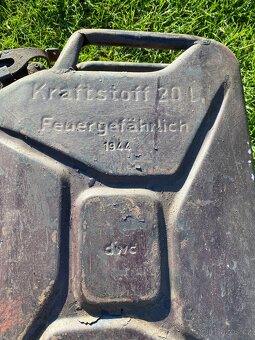 Kraftstoff 20 L
Feuergefährlich
1944
dwc